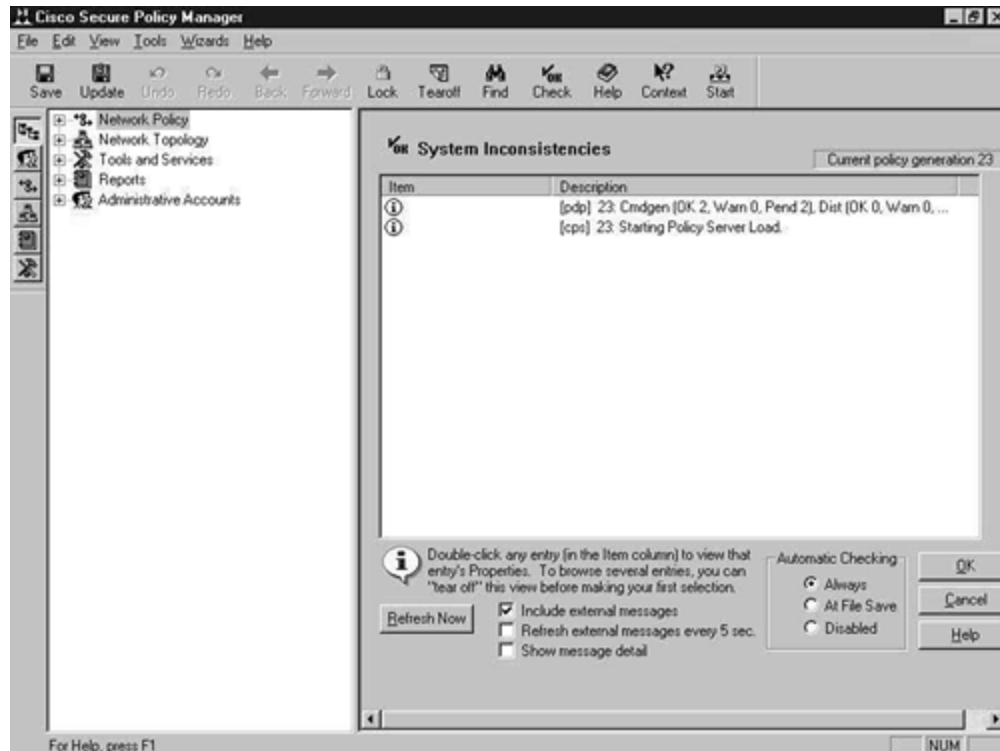 Cisco Secure Policy Manager
File Edit View Tools Wizards Help
Save Update Undo Redo Back Forward Lock Tearoff Find Check Help Context Start
Network Policy
Network Topology
Tools and Services
Reports
Administrative Accounts
System Inconsistencies
Current policy generation 23
Item Description
[pdp] 23: Cmdgen (OK 2, Warn 0, Pend 2), Dist (OK 0, Warn 0, ...
[cps] 23: Starting Policy Server Load.
Double-click any entry (in the Item column) to view that
entry's Properties. To browse several entries, you can
"tear off" this view before making your first selection.
Refresh Now
Include external messages
Refresh external messages every 5 sec.
Show message detail
Automatic Checking
Always
At File Save
Disabled
OK
Cancel
Help
For Help, press F1
NUM